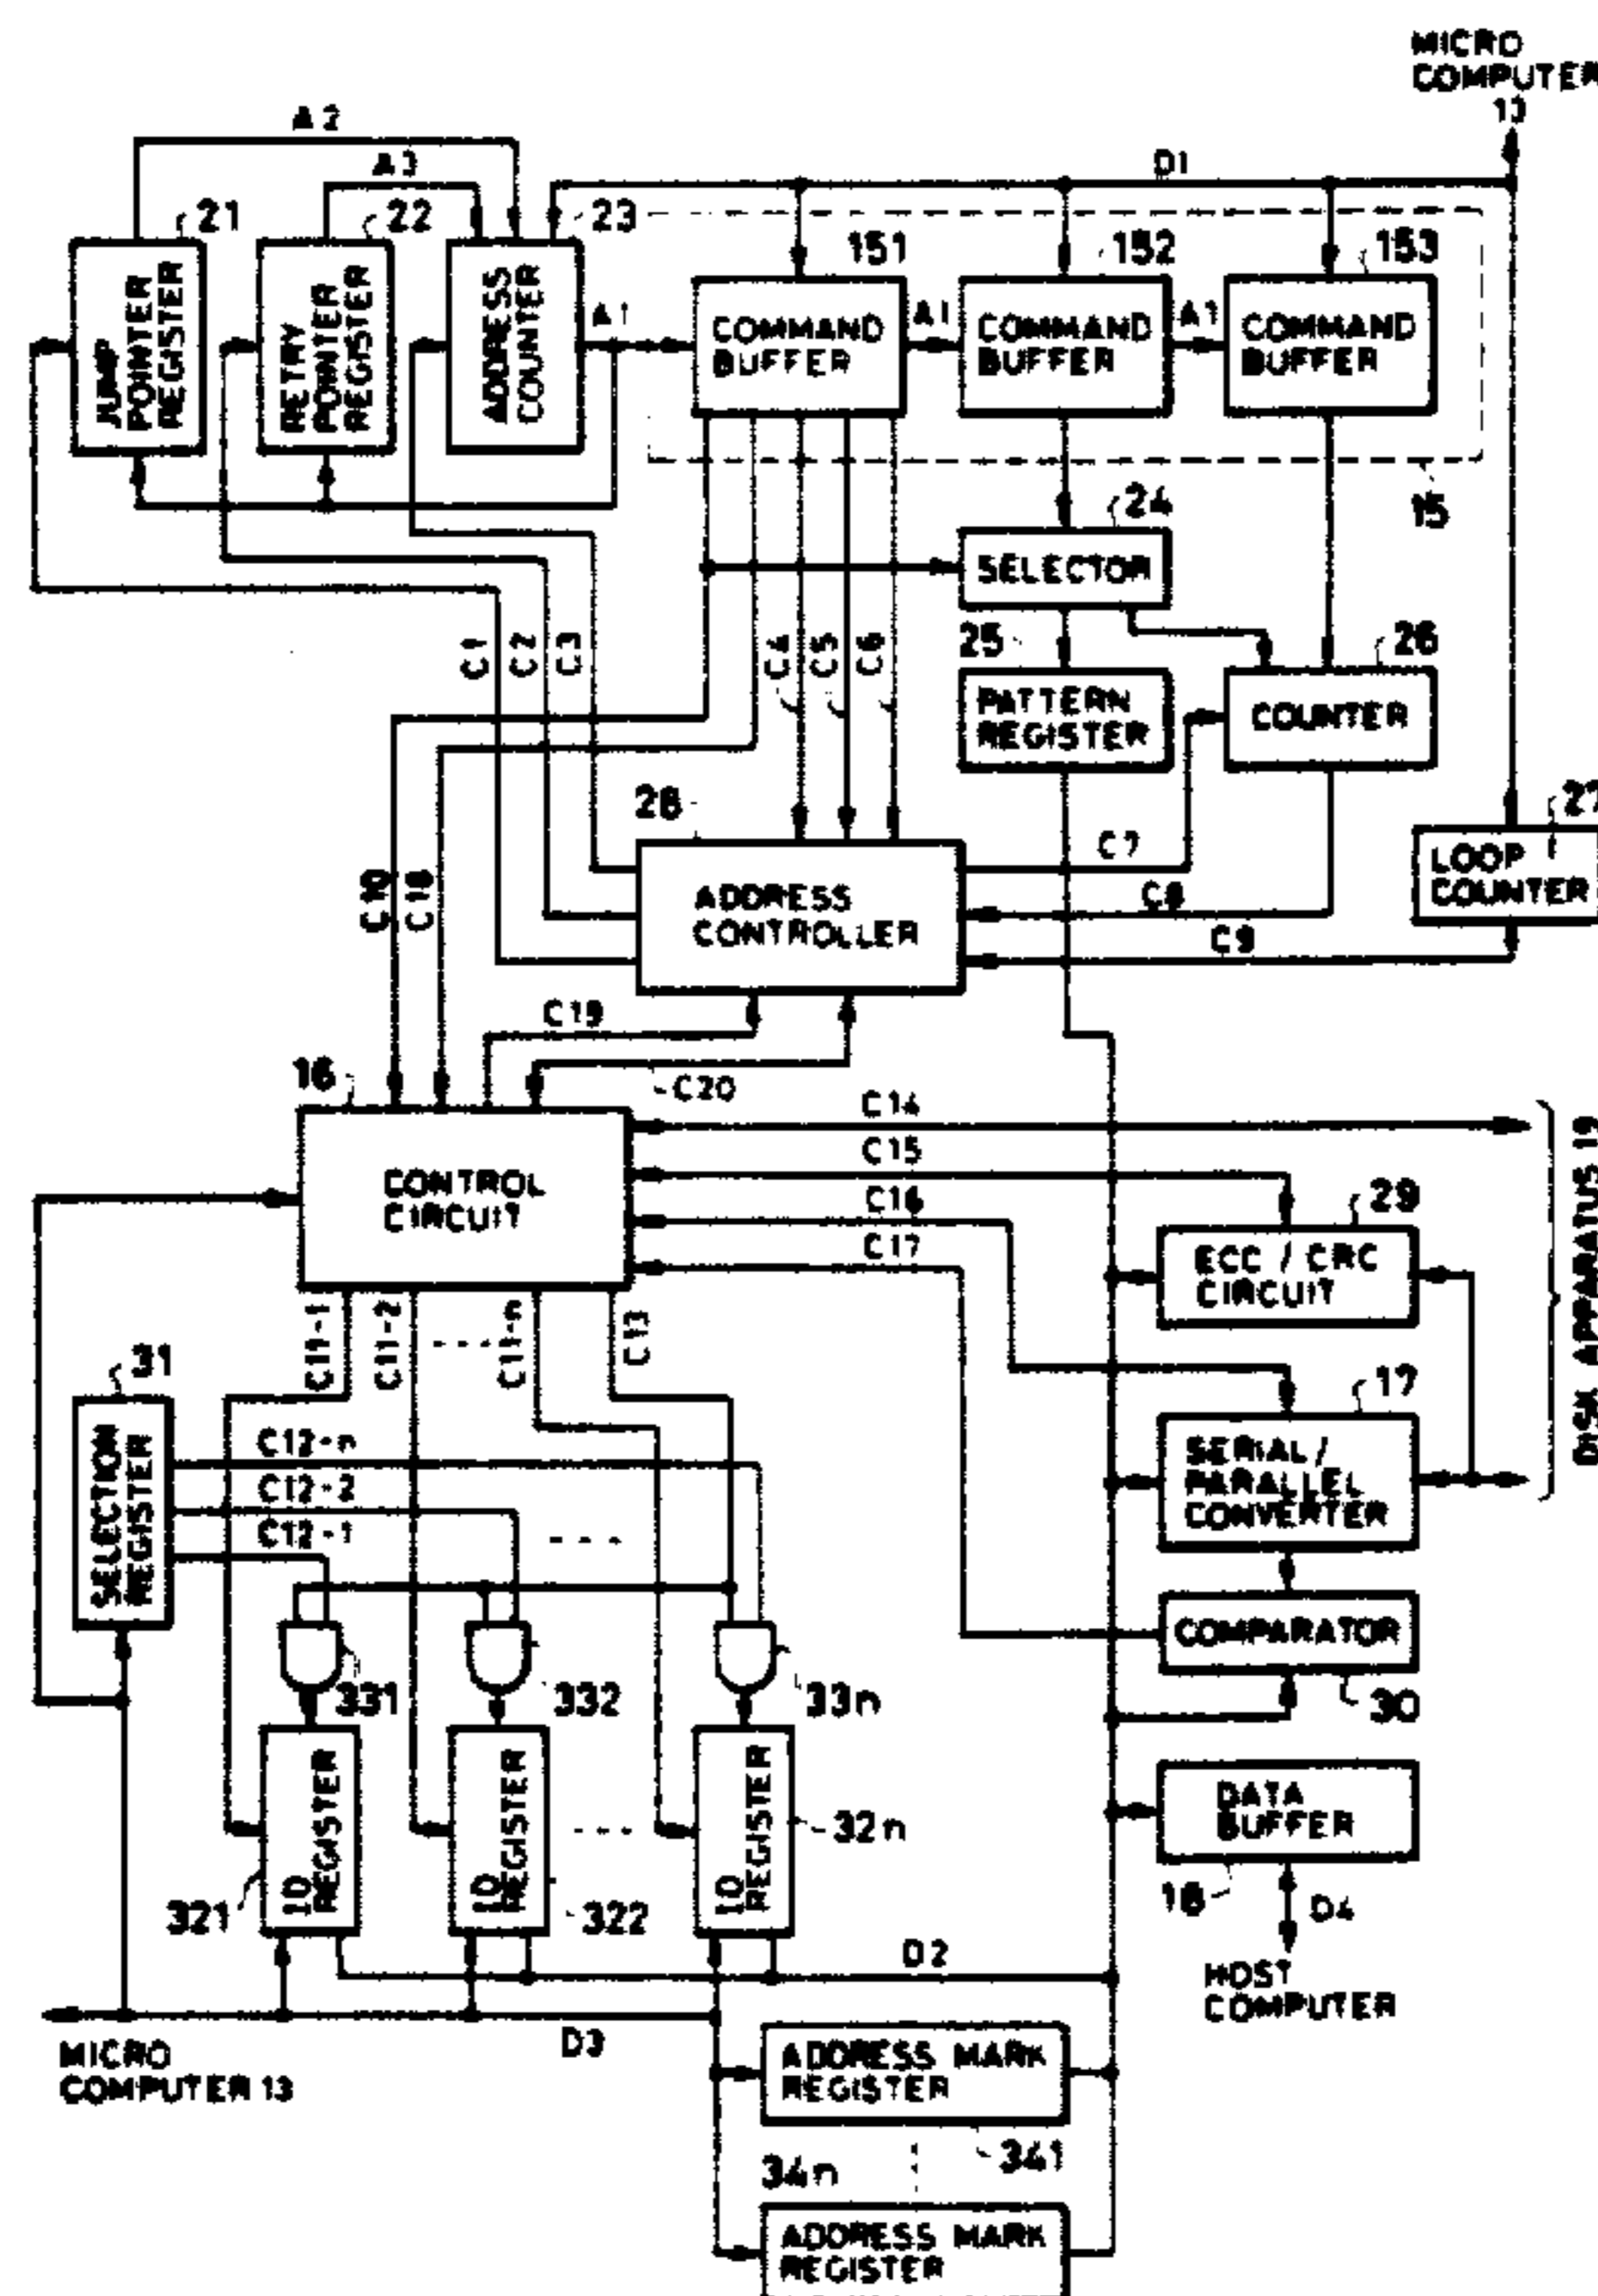 MICRO
COMPUTER
13
A2
A3
D1
21
22
23
151
152
153
JUMP
POINTER
REGISTER
RETRY
POINTER
REGISTER
ADDRESS
COUNTER
A1
COMMAND
BUFFER
A1
COMMAND
BUFFER
A1
COMMAND
BUFFER
15
24
SELECTOR
C1
C2
C3
C4
C5
C6
25
PATTERN
REGISTER
26
COUNTER
28
27
LOOP
COUNTER
C10
C18
ADDRESS
CONTROLLER
C7
C8
C9
C19
16
C20
C14
C15
C16
C17
CONTROL
CIRCUIT
DISK APPARATUS 19
29
ECC / CRC
CIRCUIT
C11-1
C11-2
C11-n
C13
31
SELECTION
REGISTER
C12-n
C12-2
C12-1
17
SERIAL/
PARALLEL
CONVERTER
COMPARATOR
30
331
332
33n
ID
REGISTER
ID
REGISTER
ID
REGISTER
32n
321
322
DATA
BUFFER
18
D4
D2
HOST
COMPUTER
MICRO
COMPUTER 13
D3
ADDRESS MARK
REGISTER
341
34n
ADDRESS MARK
REGISTER